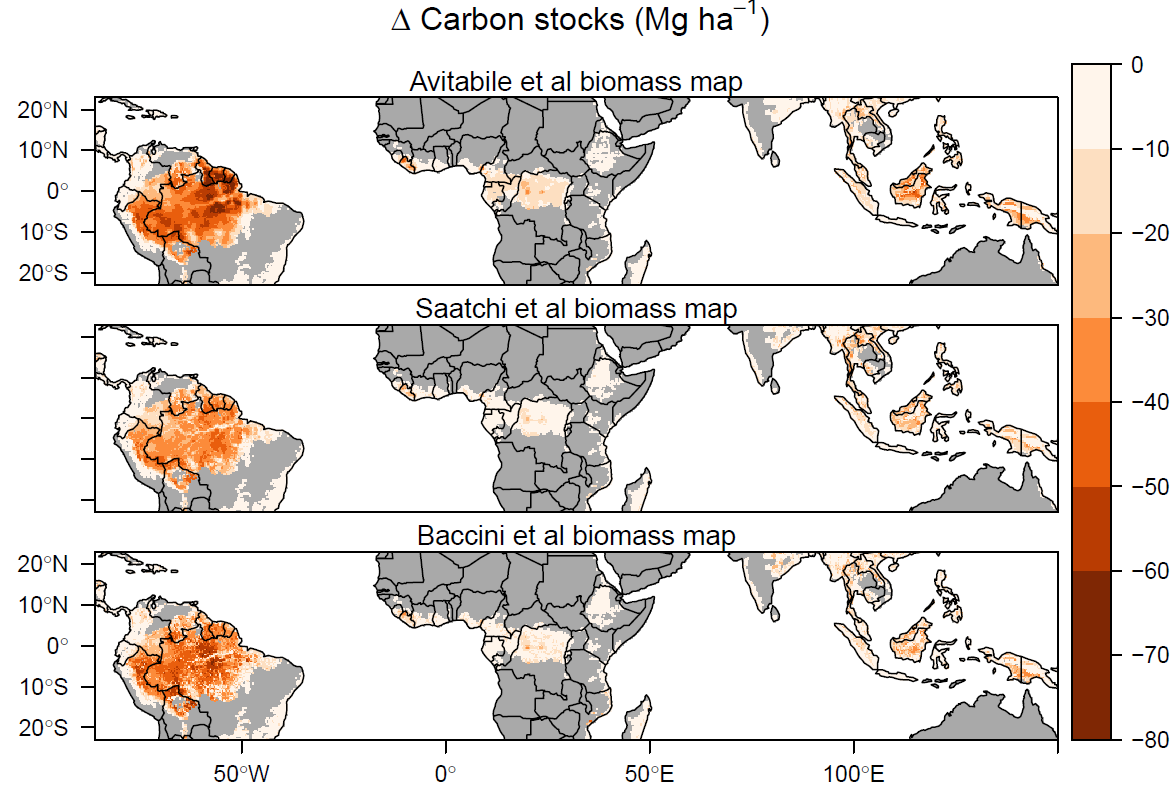 Δ Carbon stocks (Mg ha−1)
Avitabile et al biomass map
20°N
10°N
0°
10°S
20°S
Saatchi et al biomass map
Baccini et al biomass map
20°N
10°N
0°
10°S
20°S
50°W
0°
50°E
100°E
0
−10
−20
−30
−40
−50
−60
−70
−80